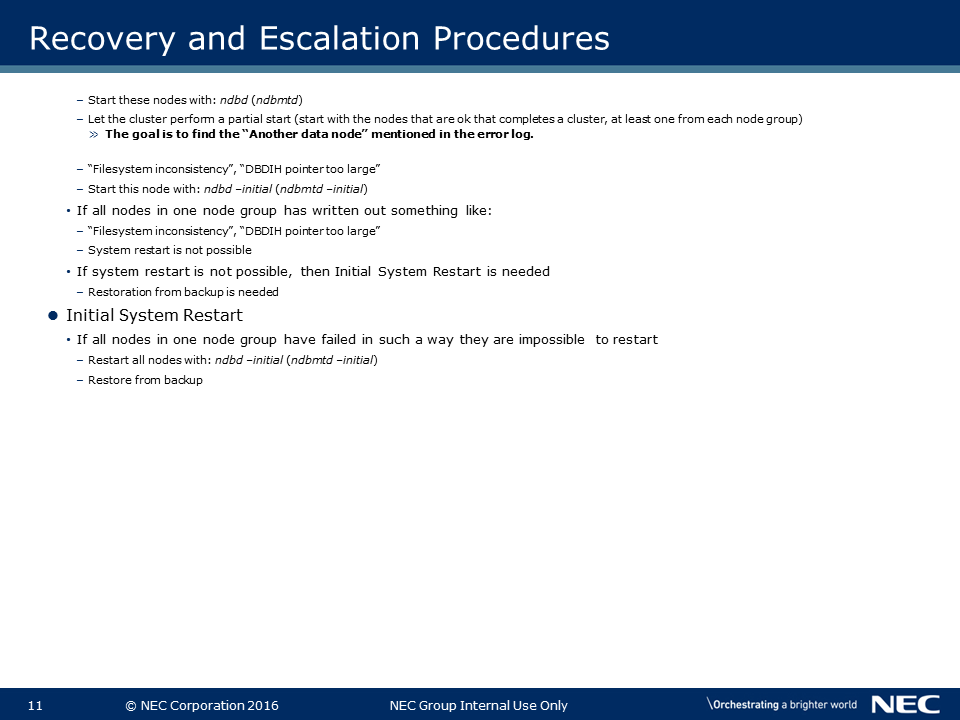 Recovery and Escalation Procedures
– Start these nodes with: ndbd (ndbmtd)
– Let the cluster perform a partial start (start with the nodes that are ok that completes a cluster, at least one from each node group)
» The goal is to find the “Another data node” mentioned in the error log.
– “Filesystem inconsistency”, “DBDIH pointer too large”
– Start this node with: ndbd –initial (ndbmtd –initial)
• If all nodes in one node group has written out something like:
– “Filesystem inconsistency”, “DBDIH pointer too large”
– System restart is not possible
• If system restart is not possible, then Initial System Restart is needed
– Restoration from backup is needed
● Initial System Restart
• If all nodes in one node group have failed in such a way they are impossible to restart
– Restart all nodes with: ndbd –initial (ndbmtd –initial)
– Restore from backup
11 © NEC Corporation 2016 NEC Group Internal Use Only \Orchestrating a brighter world NEC